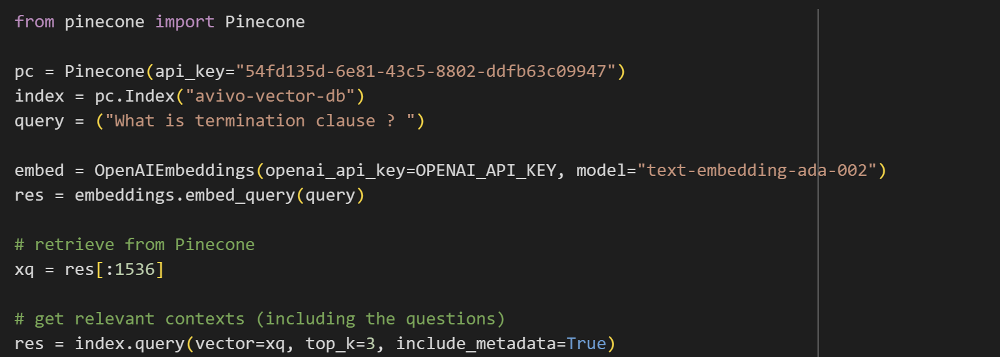 from pinecone import Pinecone
pc = Pinecone(api_key="54fd135d-6e81-43c5-8802-ddfb63c09947")
index = pc.Index("avivo-vector-db")
query = ("What is termination clause ? ")
embed = OpenAIEmbeddings(openai_api_key=OPENAI_API_KEY, model="text-embedding-ada-002")
res = embeddings.embed_query(query)
# retrieve from Pinecone
xq = res[:1536]
# get relevant contexts (including the questions)
res = index.query(vector=xq, top_k=3, include_metadata=True)